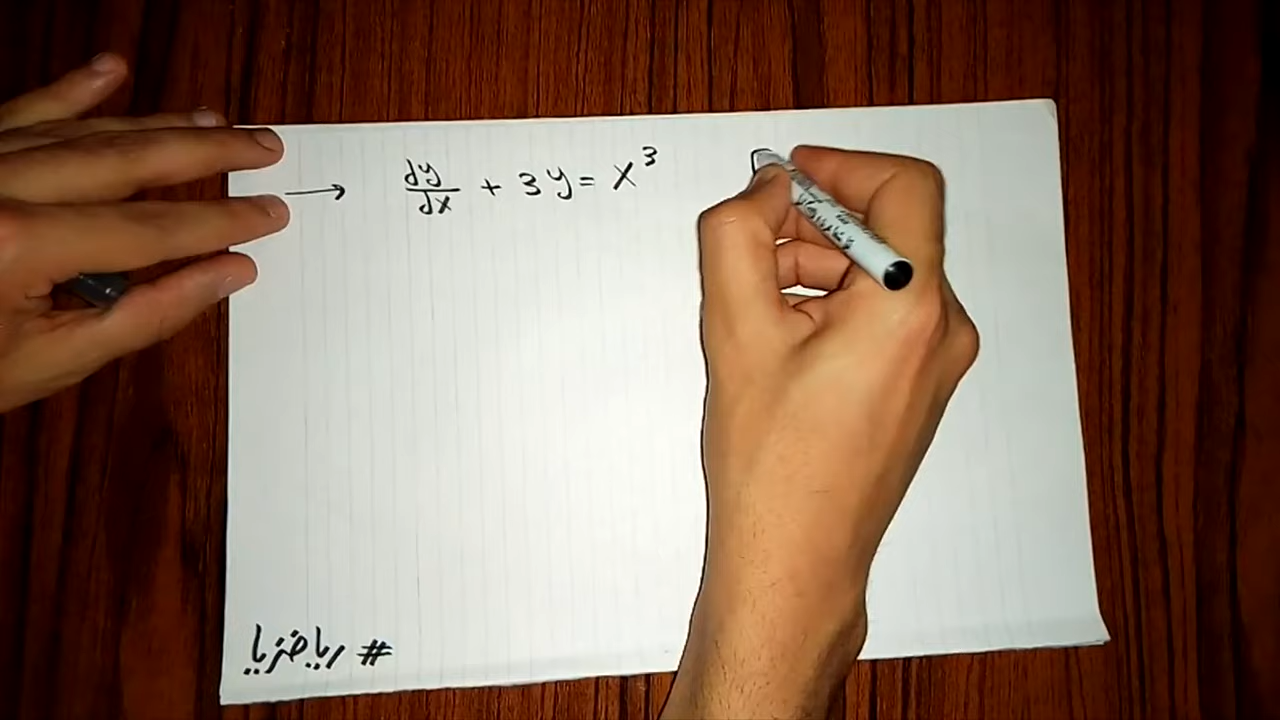 → dy/dx + 3y = x³
# رياضزيا